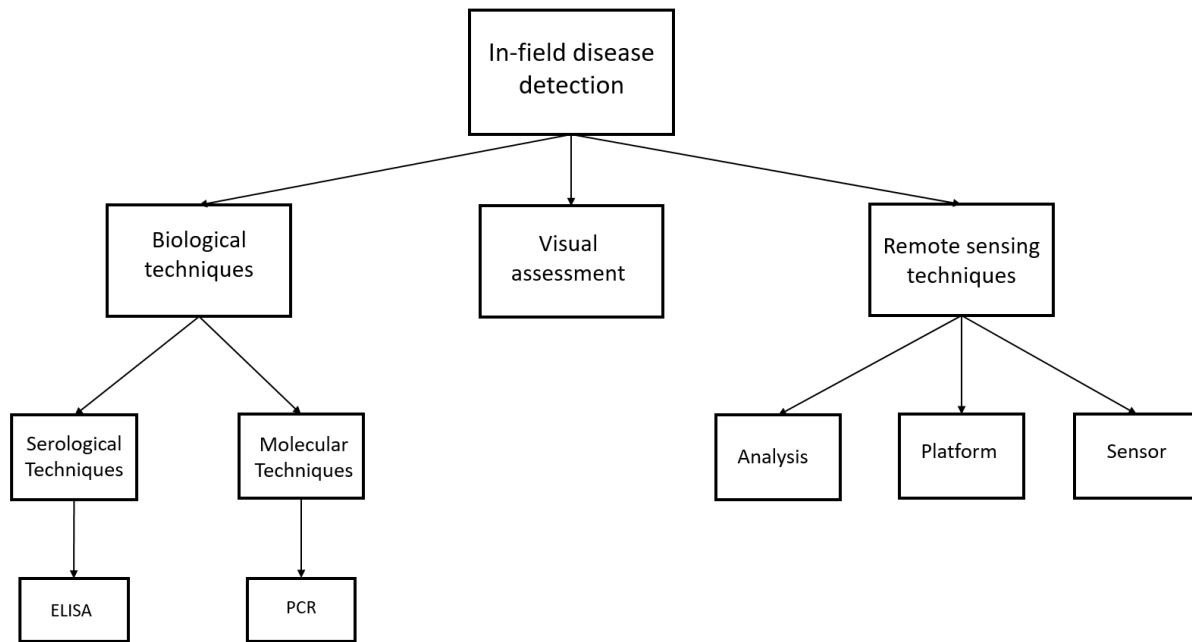 In-field disease
detection
Biological
techniques
Visual
assessment
Remote sensing
techniques
Serological
Techniques
Molecular
Techniques
Analysis
Platform
Sensor
ELISA
PCR